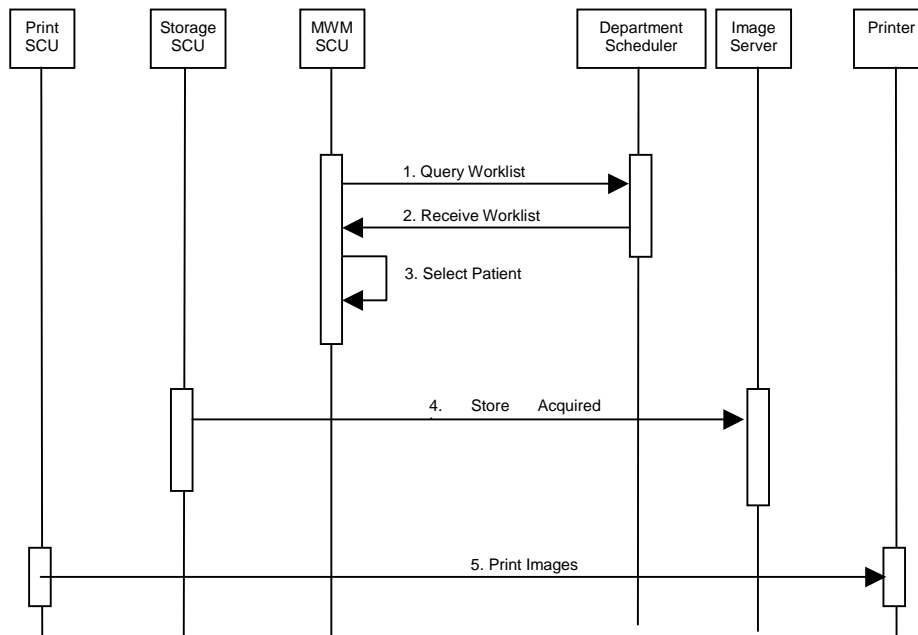 Print
SCU
Storage
SCU
MWM
SCU
Department
Scheduler
Image
Server
Printer
1. Query Worklist
2. Receive Worklist
3. Select Patient
4. Store Acquired
5. Print Images